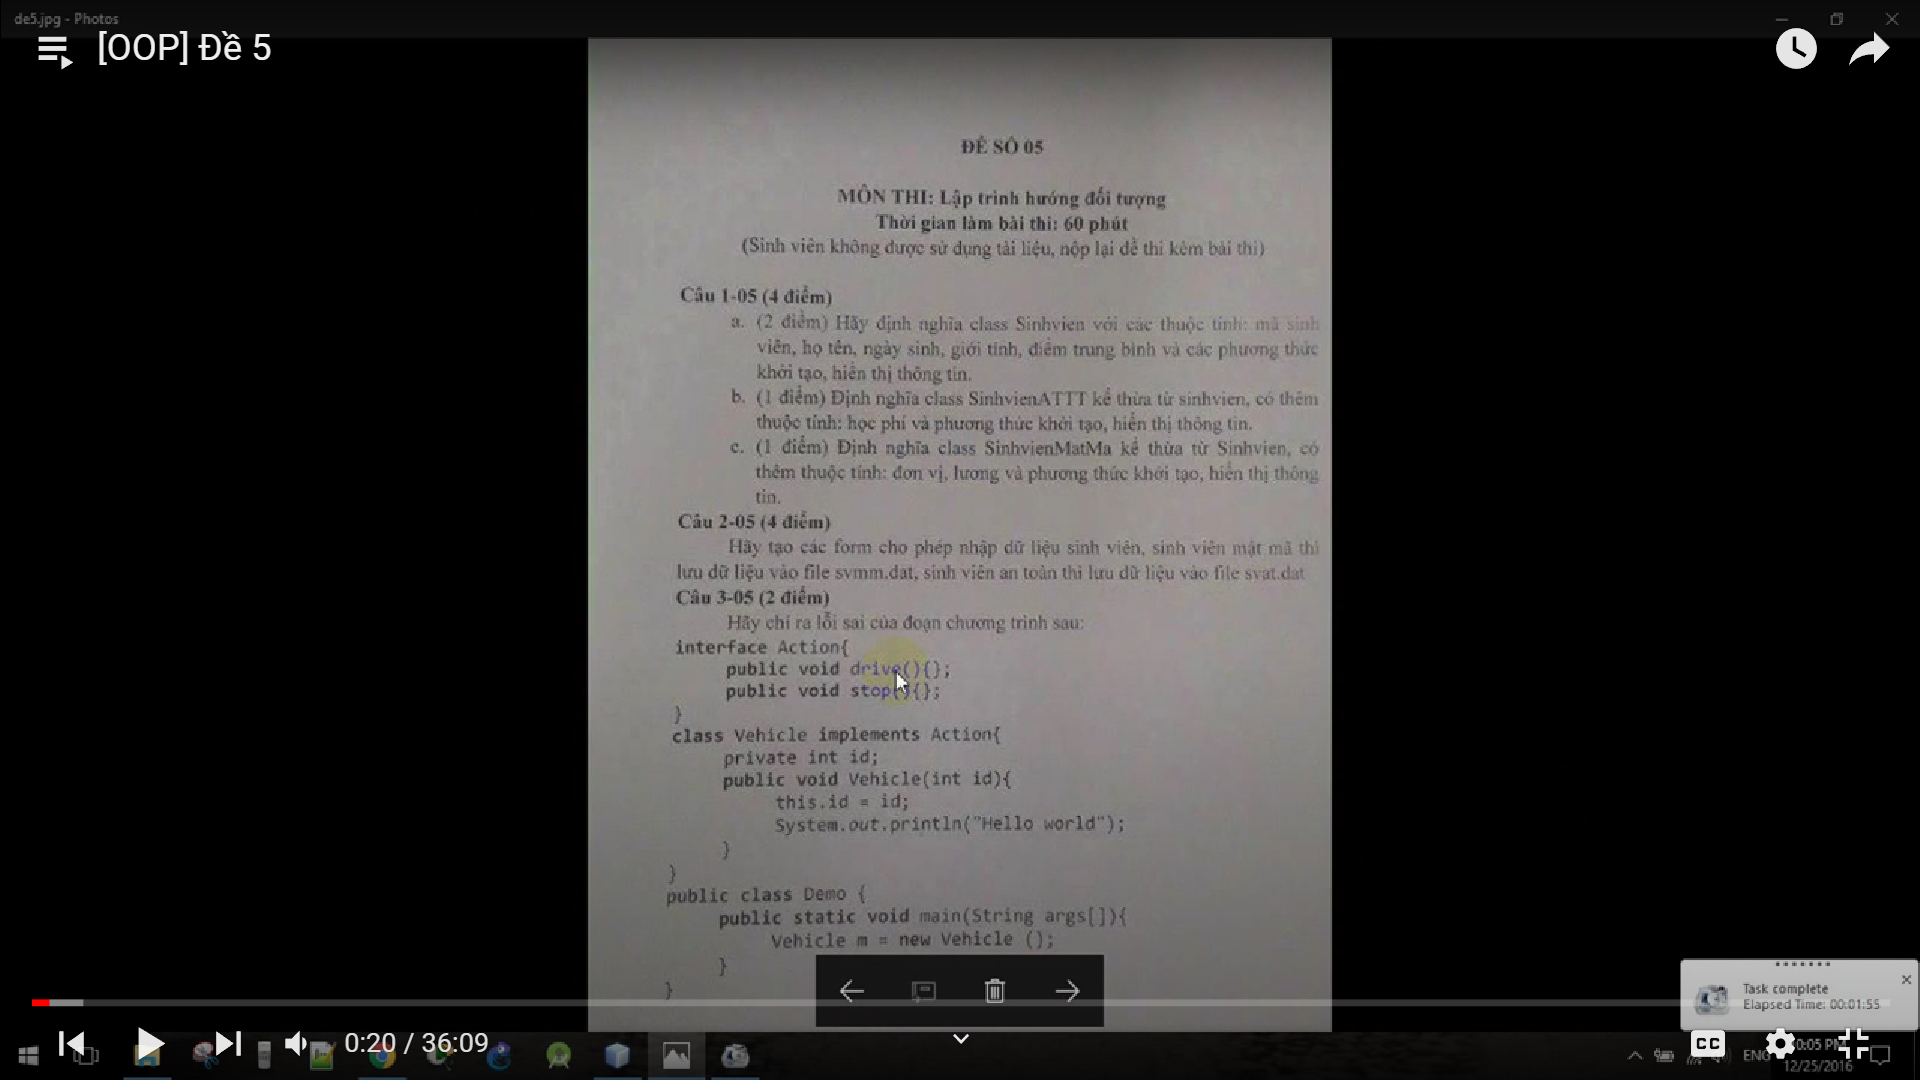 de5.jpg - Photos
[OOP] Đề 5
ĐỀ SỐ 05
MÔN THI: Lập trình hướng đối tượng
Thời gian làm bài thi: 60 phút
(Sinh viên không được sử dụng tài liệu, nộp lại đề thi kèm bài thi)
Câu 1-05 (4 điểm)
a. (2 điểm) Hãy định nghĩa class Sinhvien với các thuộc tính: mã sinh
viên, họ tên, ngày sinh, giới tính, điểm trung bình và các phương thức
khởi tạo, hiển thị thông tin.
b. (1 điểm) Định nghĩa class SinhvienATTT kế thừa từ sinhvien, có thêm
thuộc tính: học phí và phương thức khởi tạo, hiển thị thông tin.
c. (1 điểm) Định nghĩa class SinhvienMatMa kế thừa từ Sinhvien, có
thêm thuộc tính: đơn vị, lương và phương thức khởi tạo, hiển thị thông
tin.
Câu 2-05 (4 điểm)
Hãy tạo các form cho phép nhập dữ liệu sinh viên, sinh viên mật mã thì
lưu dữ liệu vào file svmm.dat, sinh viên an toàn thì lưu dữ liệu vào file svat.dat
Câu 3-05 (2 điểm)
Hãy chỉ ra lỗi sai của đoạn chương trình sau:
interface Action{
public void drive(){};
public void stop(){};
}
class Vehicle implements Action{
private int id;
public void Vehicle(int id){
this.id = id;
System.out.println("Hello world");
}
}
public class Demo {
public static void main(String args[]){
Vehicle m = new Vehicle ();
}
}
Task complete
Elapsed Time: 00:01:55
0:20 / 36:09
CC
ENG
0:05 PM
12/25/2016